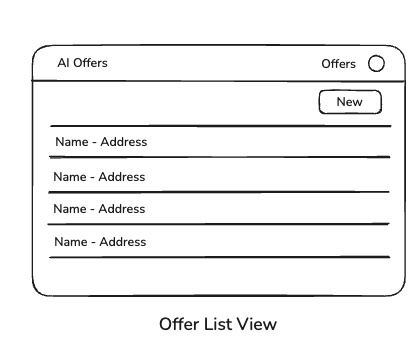 AI Offers
Offers
New
Name - Address
Name - Address
Name - Address
Name - Address
Offer List View